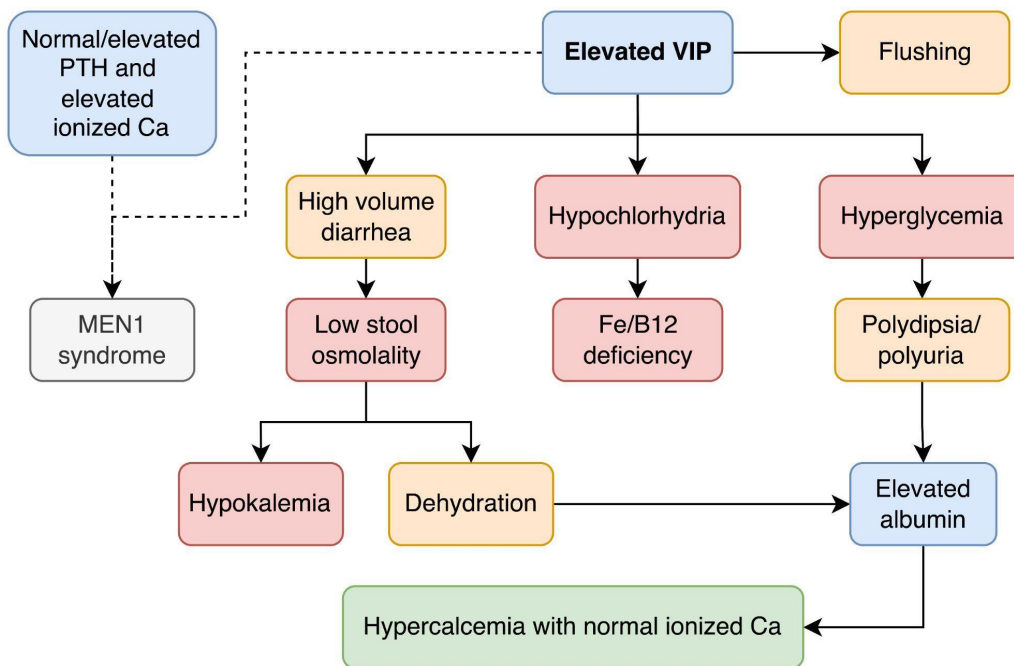 Normal/elevated
PTH and
elevated
ionized Ca
Elevated VIP
Flushing
High volume
diarrhea
Hypochlorhydria
Hyperglycemia
MEN1
syndrome
Low stool
osmolality
Fe/B12
deficiency
Polydipsia/
polyuria
Hypokalemia
Dehydration
Elevated
albumin
Hypercalcemia with normal ionized Ca